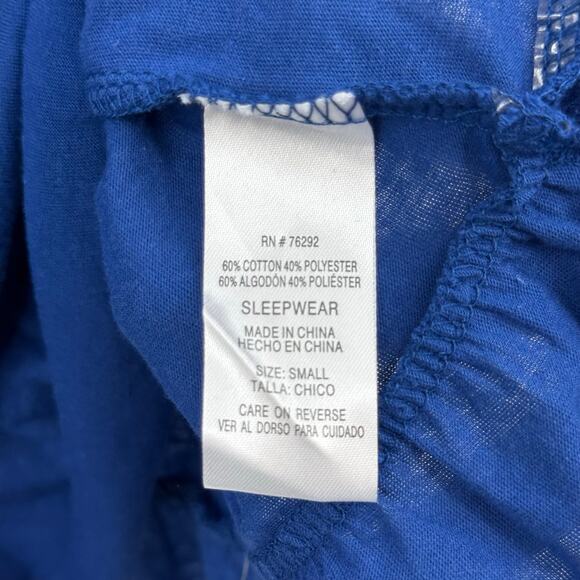 RN # 76292
60% COTTON 40% POLYESTER
60% ALGODÓN 40% POLIÉSTER
SLEEPWEAR
MADE IN CHINA
HECHO EN CHINA
SIZE: SMALL
TALLA: CHICO
CARE ON REVERSE
VER AL DORSO PARA CUIDADO